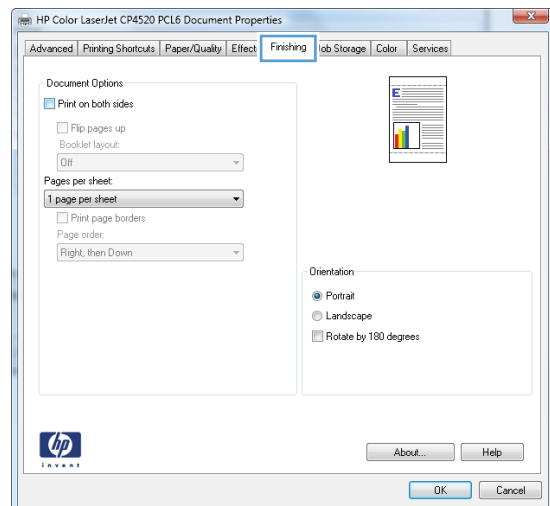 HP Color LaserJet CP4520 PCL6 Document Properties
Advanced Printing Shortcuts Paper/Quality Effect Finishing ob Storage Color Services
Document Options
Print on both sides
Flip pages up
Booklet layout:
Off
Pages per sheet:
1 page per sheet
Print page borders
Page order:
Right, then Down
E
Orientation
Portrait
Landscape
Rotate by 180 degrees
hp
invent
About... Help
OK Cancel